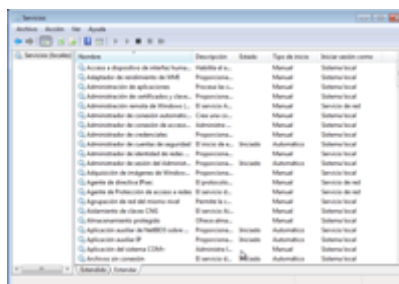 Servicios
Archivo Acción Ver Ayuda
Servicios (locales)
Nombre Descripción Estado Tipo de inicio Iniciar sesión como
Acceso a dispositivo de interfaz huma... Habilita el a... Manual Sistema local
Adaptador de rendimiento de WMI Proporciona... Manual Sistema local
Administración de aplicaciones Procesa las s... Manual Sistema local
Administración de certificados y claves... Proporciona... Manual Sistema local
Administración remota de Windows (... El servicio A... Manual Servicio de red
Administrador de conexión automátic... Crea una co... Manual Sistema local
Administrador de conexión de acceso... Administra... Manual Sistema local
Administrador de credenciales Proporciona... Manual Sistema local
Administrador de cuentas de seguridad El inicio de e... Iniciado Automático Sistema local
Administrador de identidad de redes ... Proporciona... Manual Servicio local
Administrador de sesión del Administr... Proporciona... Iniciado Automático Sistema local
Adquisición de imágenes de Windows... Proporciona... Manual Servicio local
Agente de directiva IPsec El protocolo... Manual Servicio de red
Agente de Protección de acceso a redes El servicio d... Manual Servicio de red
Agrupación de red del mismo nivel Permite la c... Manual Servicio local
Aislamiento de claves CNG El servicio Ai... Manual Sistema local
Almacenamiento protegido Ofrece alma... Manual Sistema local
Aplicación auxiliar de NetBIOS sobre ... Proporciona... Iniciado Automático Servicio local
Aplicación auxiliar IP Proporciona... Iniciado Automático Sistema local
Aplicación del sistema COM+ Administra l... Manual Sistema local
Archivos sin conexión El servicio d... Iniciado Automático Sistema local
Extendido Estándar